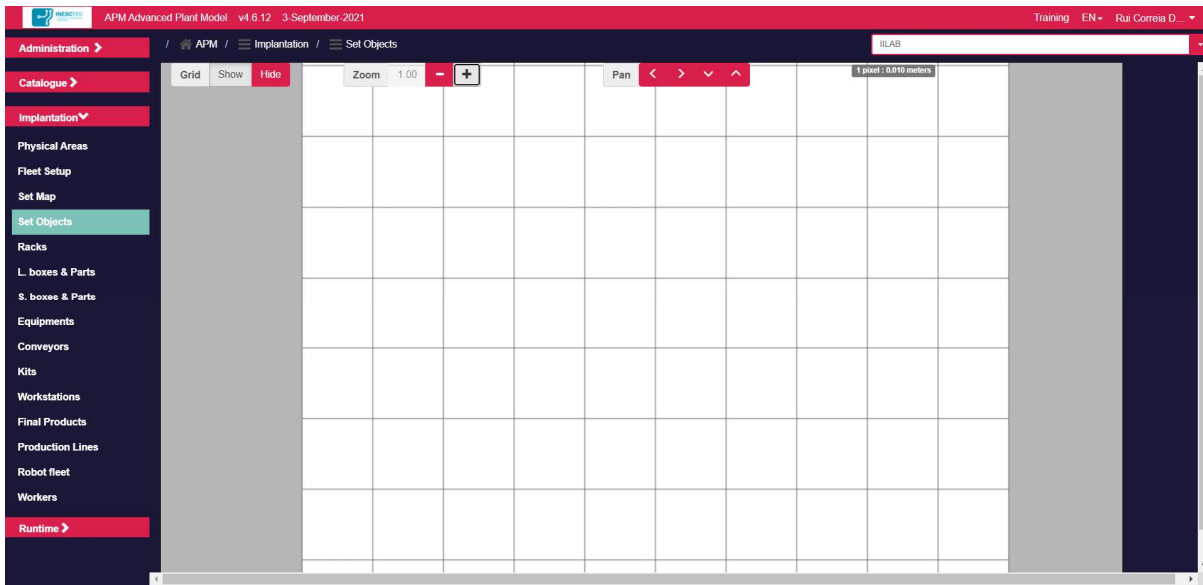 INESCTEC APM Advanced Plant Model v4.6.12 3-September-2021 Training EN Rui Correia D...
Administration
/ APM / Implantation / Set Objects IILAB
Catalogue
Grid Show Hide Zoom 1.00 - + Pan 1 pixel : 0.010 meters
Implantation
Physical Areas
Fleet Setup
Set Map
Set Objects
Racks
L. boxes & Parts
S. boxes & Parts
Equipments
Conveyors
Kits
Workstations
Final Products
Production Lines
Robot fleet
Workers
Runtime